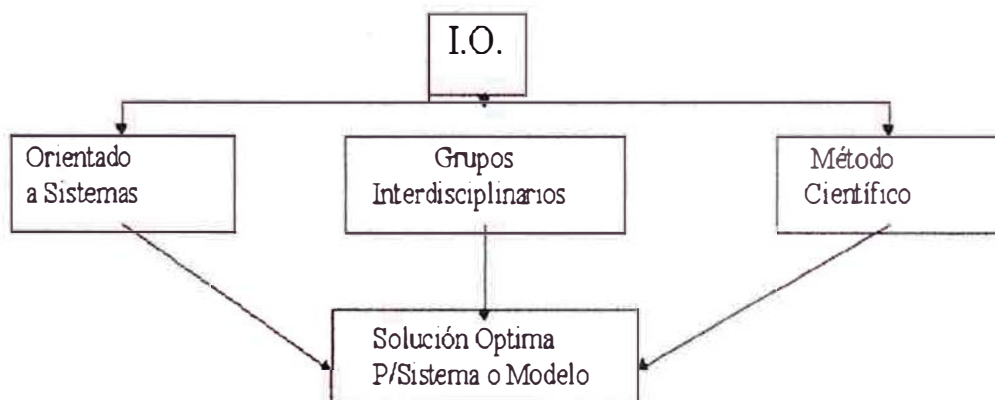 I.O.
Orientado
a Sistemas
Grupos
Interdisciplinarios
Método
Científico
Solución Optima
P/Sistema o Modelo